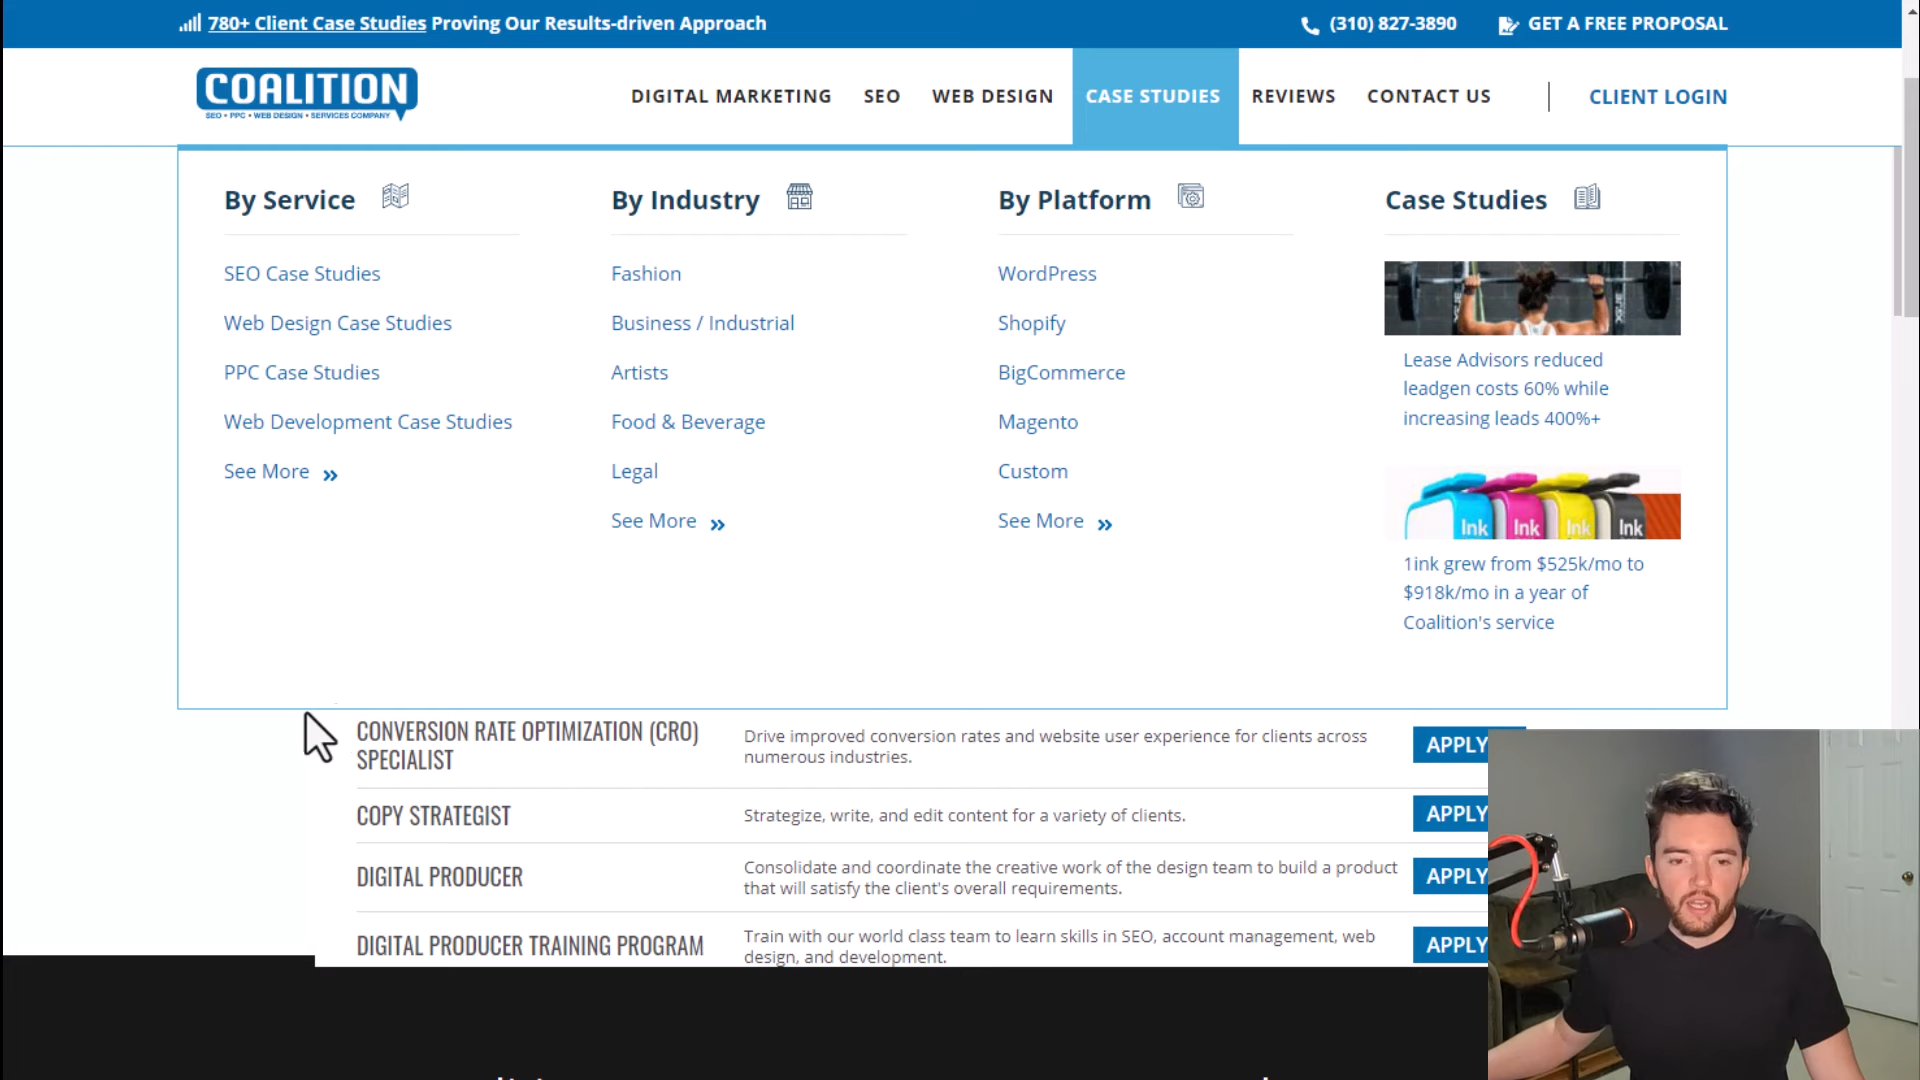 780+ Client Case Studies Proving Our Results-driven Approach
(310) 827-3890
GET A FREE PROPOSAL
COALITION
SEO • PPC • WEB DESIGN • SERVICES COMPANY
DIGITAL MARKETING
SEO
WEB DESIGN
CASE STUDIES
REVIEWS
CONTACT US
CLIENT LOGIN
By Service
SEO Case Studies
Web Design Case Studies
PPC Case Studies
Web Development Case Studies
See More »
By Industry
Fashion
Business / Industrial
Artists
Food & Beverage
Legal
See More »
By Platform
WordPress
Shopify
BigCommerce
Magento
Custom
See More »
Case Studies
Lease Advisors reduced
leadgen costs 60% while
increasing leads 400%+
Ink Ink Ink Ink
1ink grew from $525k/mo to
$918k/mo in a year of
Coalition's service
CONVERSION RATE OPTIMIZATION (CRO)
SPECIALIST
Drive improved conversion rates and website user experience for clients across
numerous industries.
APPLY
COPY STRATEGIST
Strategize, write, and edit content for a variety of clients.
APPLY
DIGITAL PRODUCER
Consolidate and coordinate the creative work of the design team to build a product
that will satisfy the client's overall requirements.
APPLY
DIGITAL PRODUCER TRAINING PROGRAM
Train with our world class team to learn skills in SEO, account management, web
design, and development.
APPLY